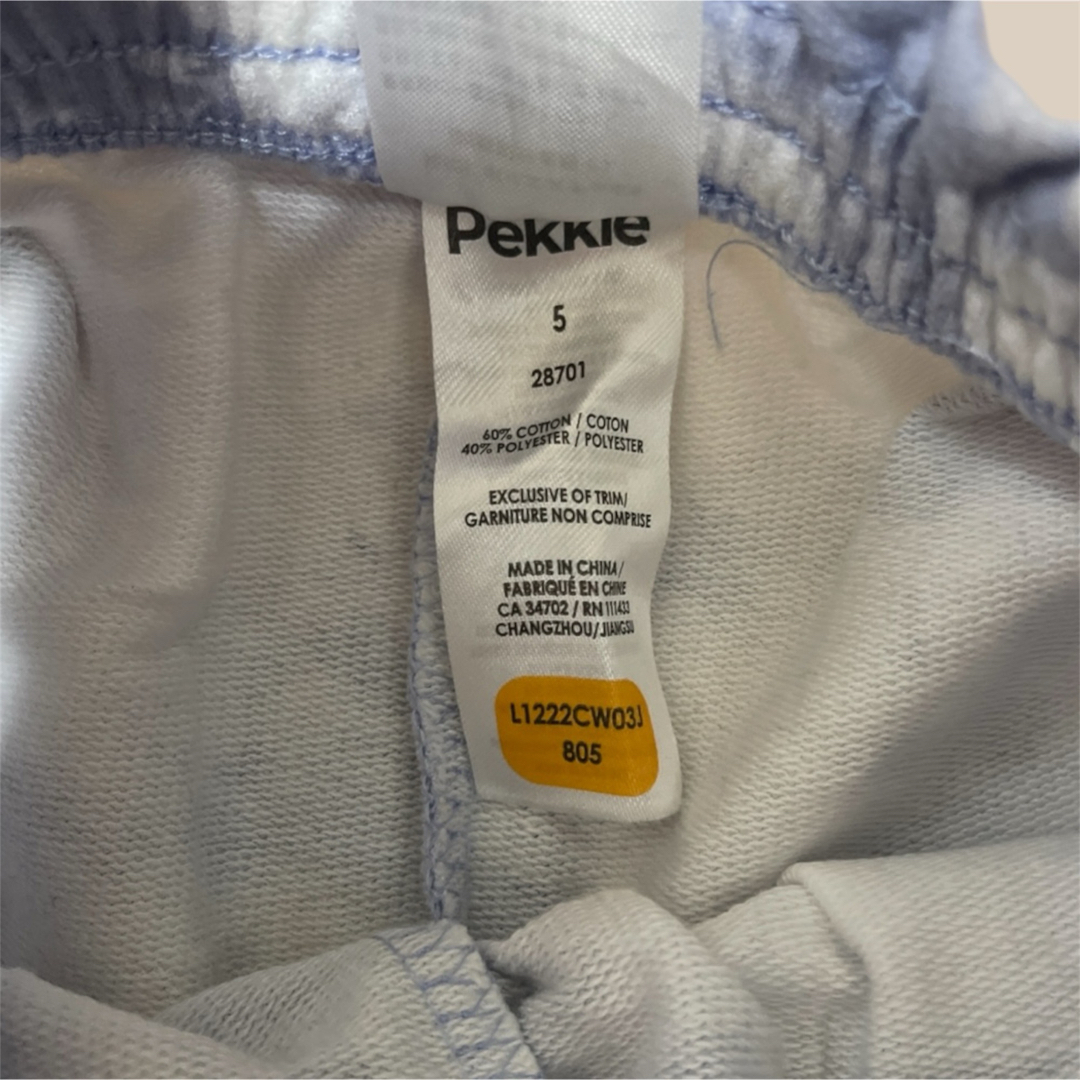 Pekkle
5
28701
60% COTTON / COTON
40% POLYESTER / POLYESTER
EXCLUSIVE OF TRIM/
GARNITURE NON COMPRISE
MADE IN CHINA/
FABRIQUÉ EN CHINE
CA 34702 / RN 111433
CHANGZHOU/JIANGSU
L1222CW03J
805